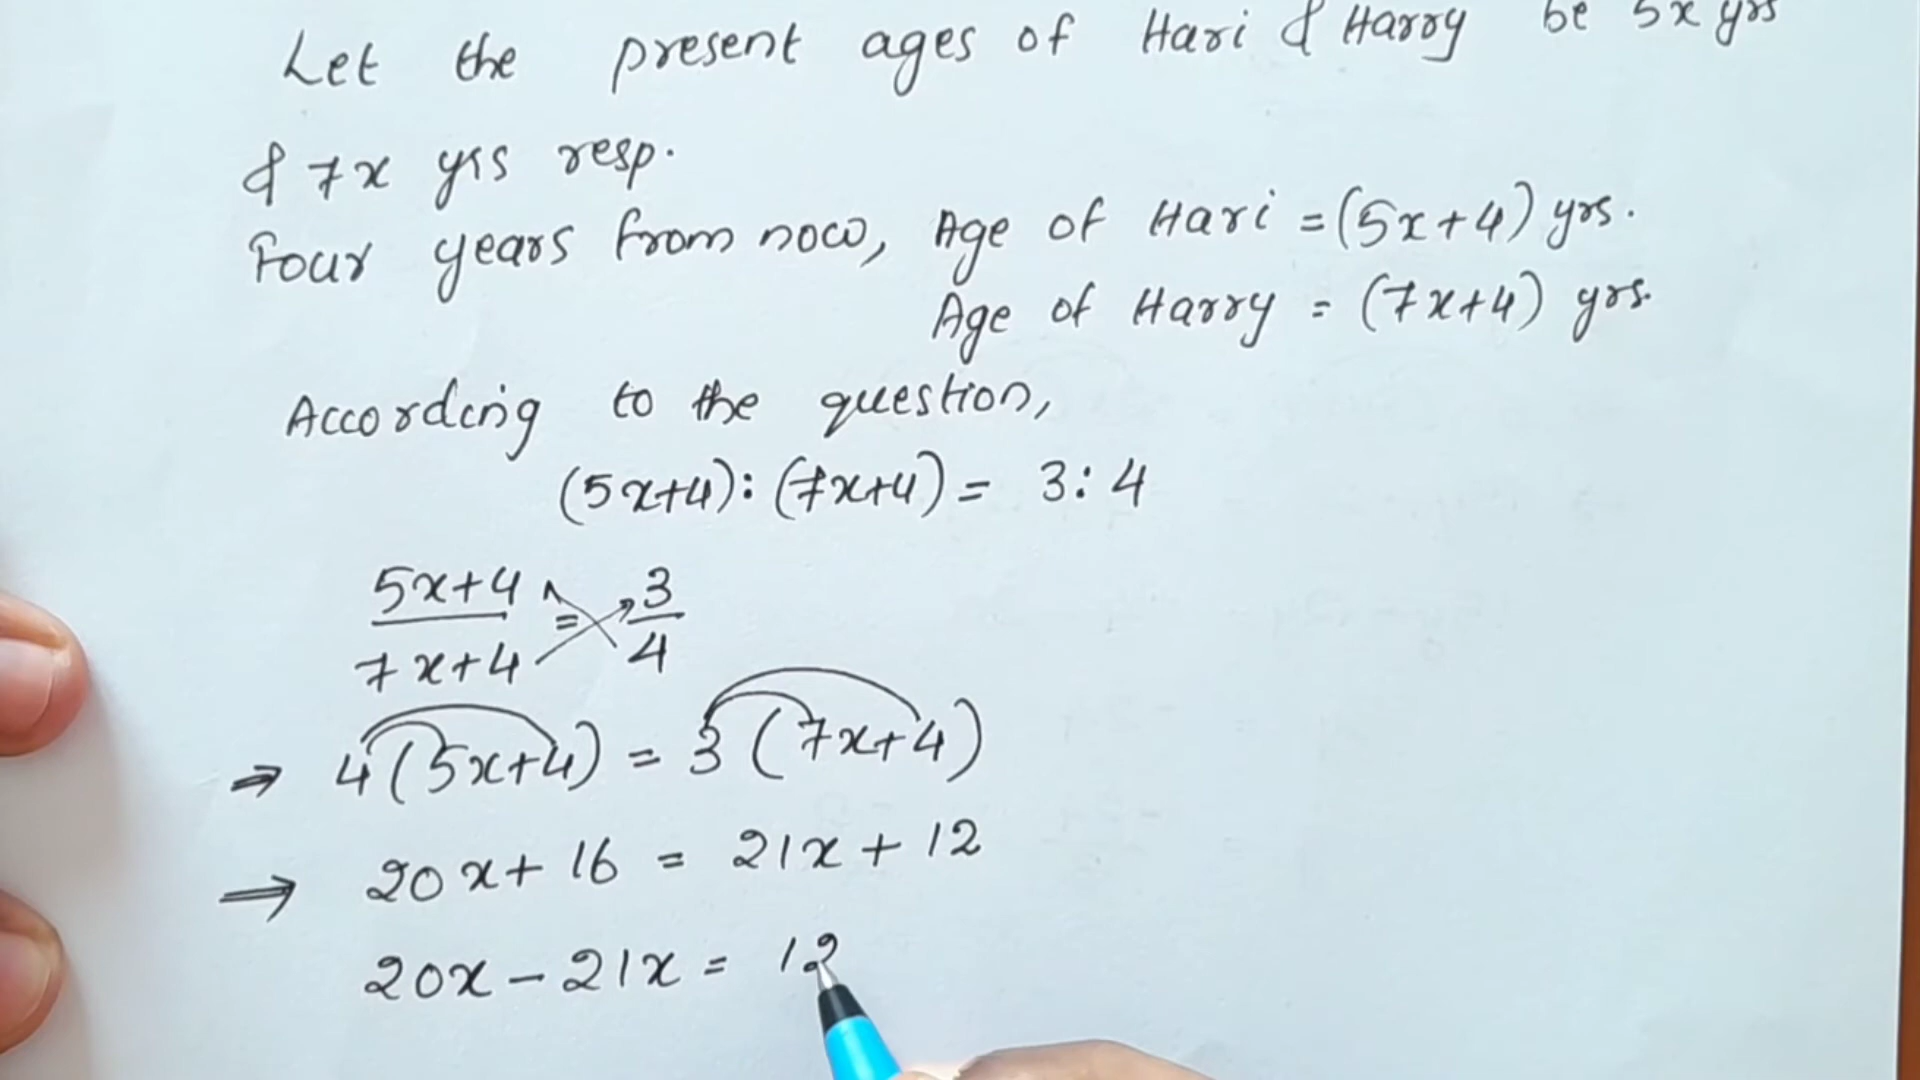 Let the present ages of Hari & Harry be 5x yrs
& 7x yrs resp.
Four years from now, Age of Hari = (5x+4) yrs.
Age of Harry = (7x+4) yrs.
According to the question,
(5x+4) : (7x+4) = 3 : 4
5x+4 = 3
7x+4 4
⇒ 4(5x+4) = 3(7x+4)
⇒ 20x + 16 = 21x + 12
20x − 21x = 12